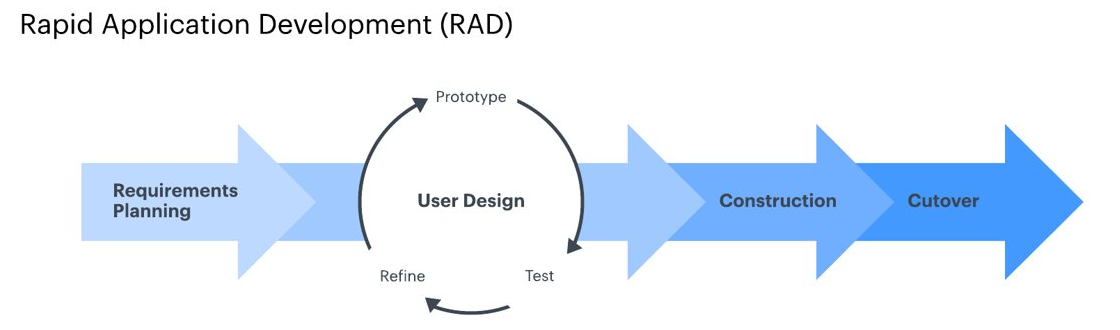 Rapid Application Development (RAD)
Prototype
Requirements
Planning
User Design
Construction
Cutover
Refine
Test